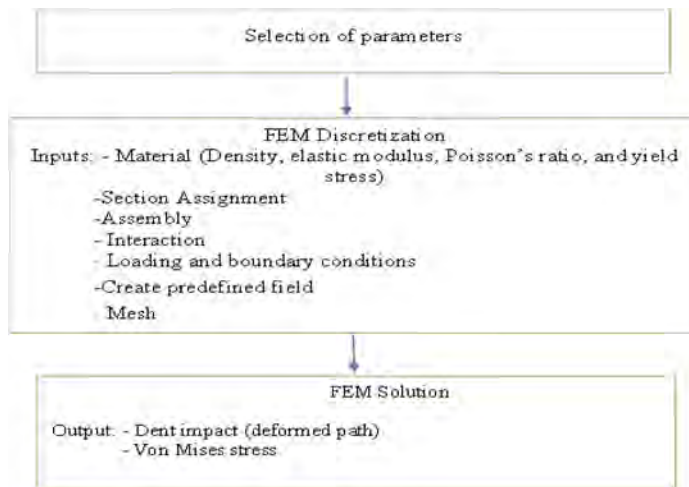 Selection of parameters
FEM Discretization
Inputs: - Material (Density, elastic modulus, Poisson's ratio, and yield
stress)
-Section Assignment
-Assembly
- Interaction
- Loading and boundary conditions
-Create predefined field
Mesh
FEM Solution
Output: - Dent impact (deformed path)
- Von Mises stress